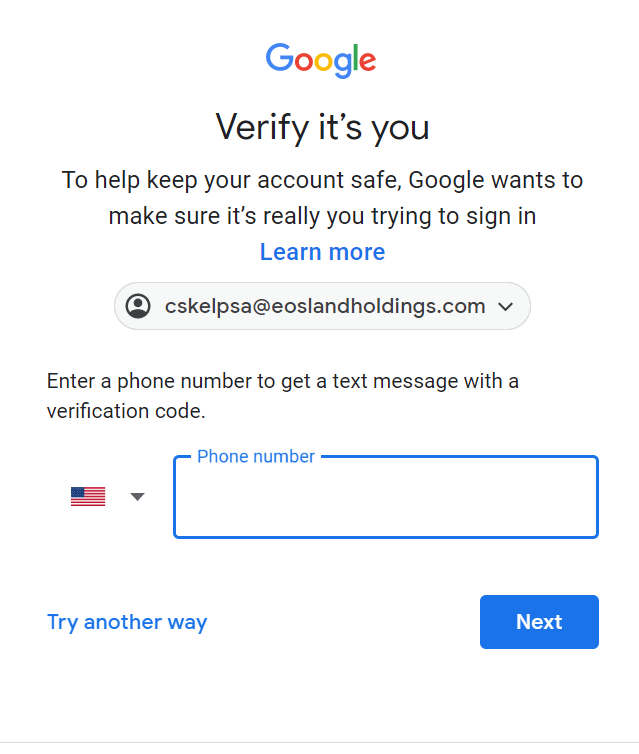 Google
Verify it’s you
To help keep your account safe, Google wants to
make sure it’s really you trying to sign in
Learn more
cskelpsa@eoslandholdings.com
Enter a phone number to get a text message with a
verification code.
Phone number
Try another way
Next